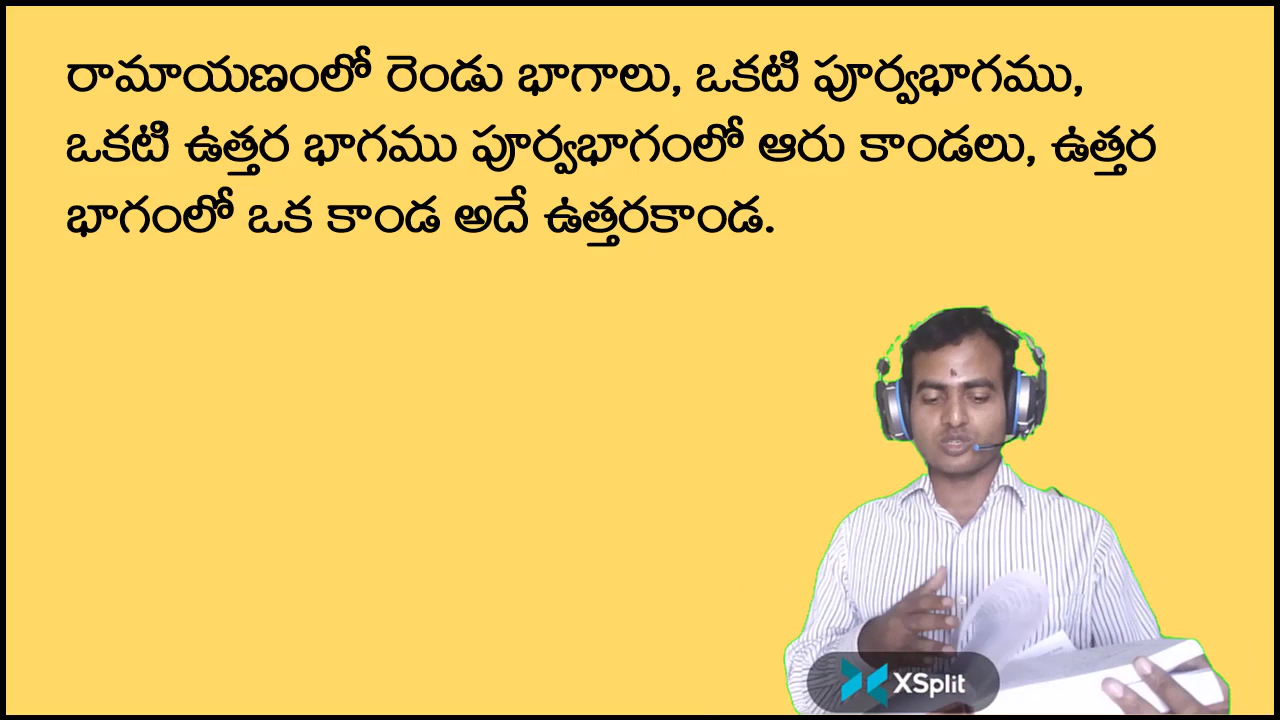 రామాయణంలో రెండు భాగాలు, ఒకటి పూర్వభాగము,
ఒకటి ఉత్తర భాగము పూర్వభాగంలో ఆరు కాండలు, ఉత్తర
భాగంలో ఒక కాండ అదే ఉత్తరకాండ.
XSplit